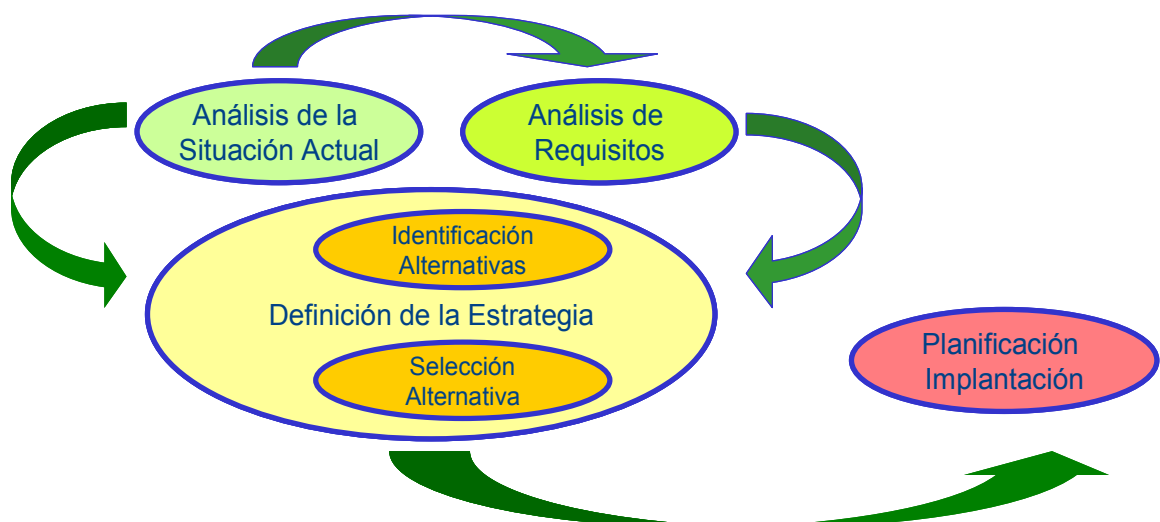 Análisis de la
Situación Actual
Análisis de
Requisitos
Identificación
Alternativas
Definición de la Estrategia
Selección
Alternativa
Planificación
Implantación